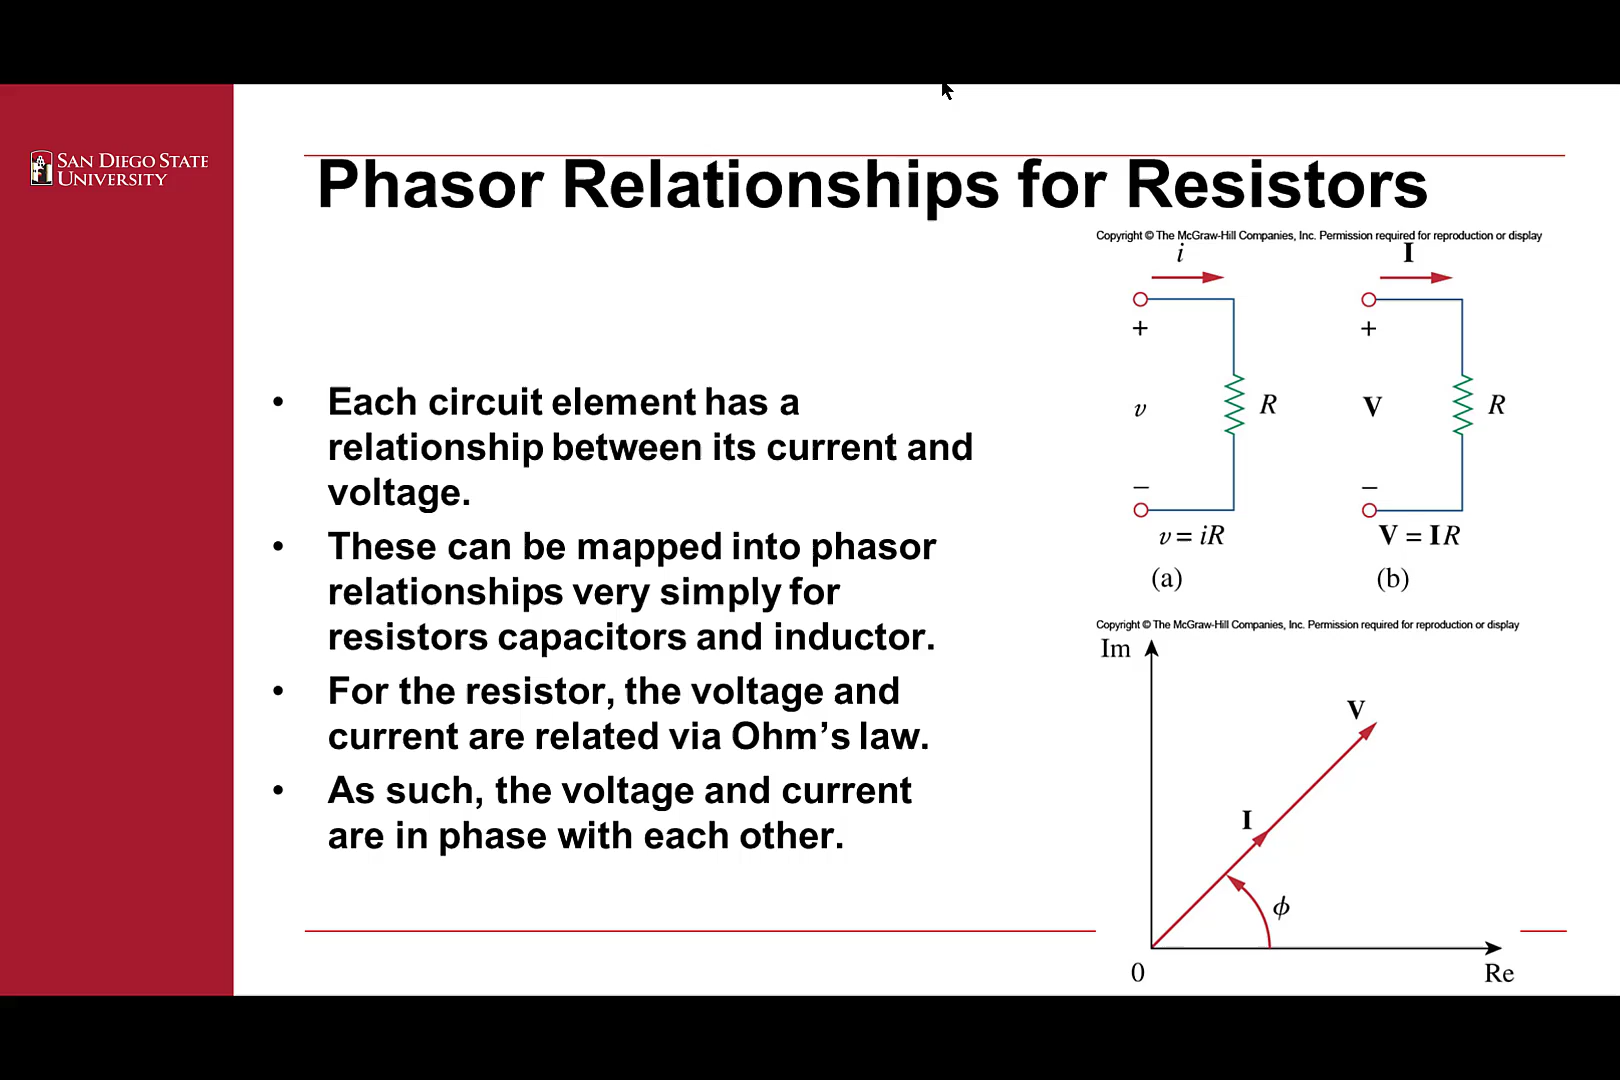 SAN DIEGO STATE
UNIVERSITY
Phasor Relationships for Resistors
• Each circuit element has a
relationship between its current and
voltage.
• These can be mapped into phasor
relationships very simply for
resistors capacitors and inductor.
• For the resistor, the voltage and
current are related via Ohm’s law.
• As such, the voltage and current
are in phase with each other.
Copyright © The McGraw-Hill Companies, Inc. Permission required for reproduction or display
i I
+ +
v R V R
– –
v = iR V = IR
(a) (b)
Copyright © The McGraw-Hill Companies, Inc. Permission required for reproduction or display
Im
V
I
ϕ
0 Re